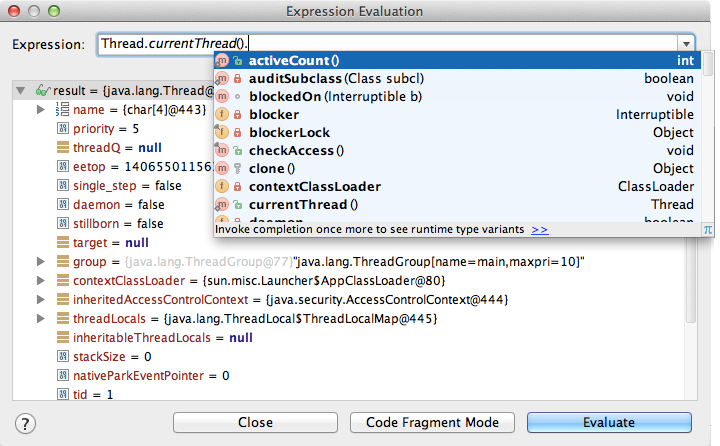 Expression Evaluation
Expression: Thread.currentThread().
activeCount() int
auditSubclass(Class subcl) boolean
blockedOn(Interruptible b) void
blocker Interruptible
blockerLock Object
checkAccess() void
clone() Object
contextClassLoader ClassLoader
currentThread() Thread
daemon boolean
Invoke completion once more to see runtime type variants >> π
result = {java.lang.Thread@
name = {char[4]@443}
priority = 5
threadQ = null
eetop =
single_step = false
daemon = false
stillborn = false
target = null
group = {java.lang.ThreadGroup@77}"java.lang.ThreadGroup[name=main,maxpri=10]"
contextClassLoader = {sun.misc.Launcher$AppClassLoader@80}
inheritedAccessControlContext = {java.security.AccessControlContext@444}
threadLocals = {java.lang.ThreadLocal$ThreadLocalMap@445}
inheritableThreadLocals = null
stackSize = 0
nativeParkEventPointer = 0
tid = 1
? Close Code Fragment Mode Evaluate